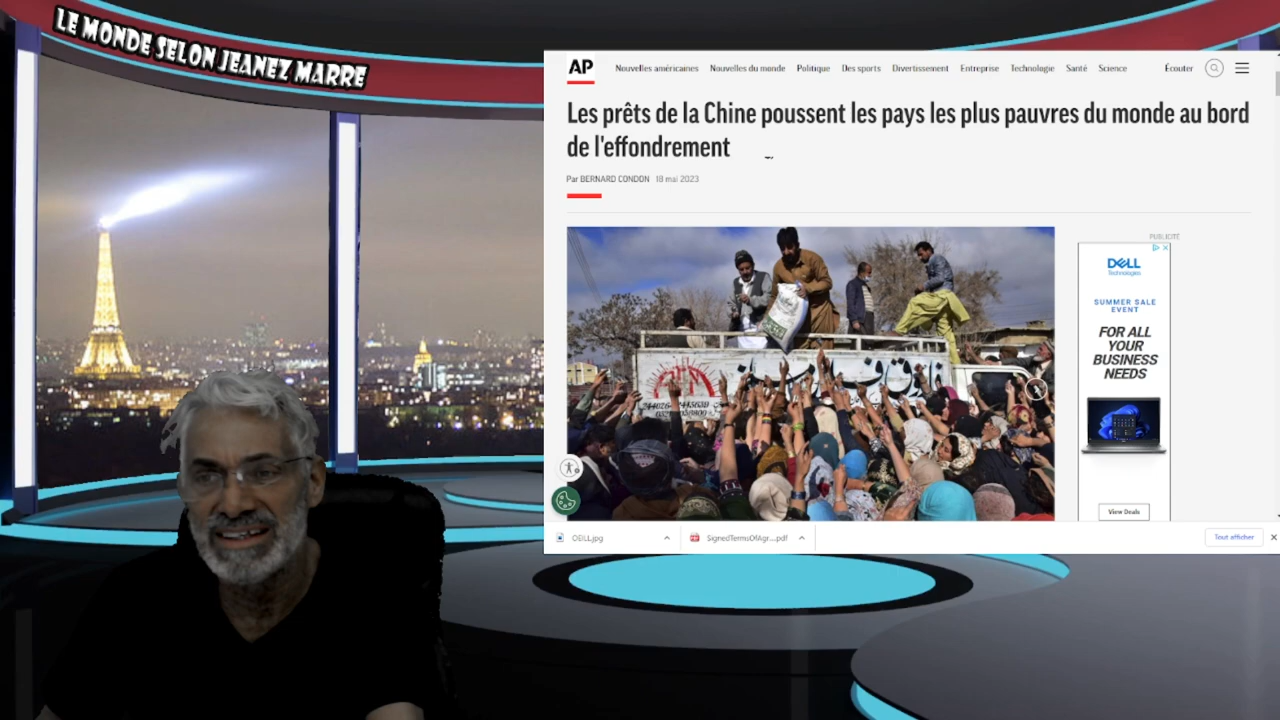 LE MONDE SELON JEANEZ MARRE
AP
Nouvelles américaines Nouvelles du monde Politique Des sports Divertissement Entreprise Technologie Santé Science Écouter
Les prêts de la Chine poussent les pays les plus pauvres du monde au bord
de l'effondrement
Par BERNARD CONDON 18 mai 2023
PUBLICITÉ
DELL
Technologies
SUMMER SALE
EVENT
FOR ALL
YOUR
BUSINESS
NEEDS
View Deals
OEILL.jpg
SignedTermsOfAgr....pdf
Tout afficher